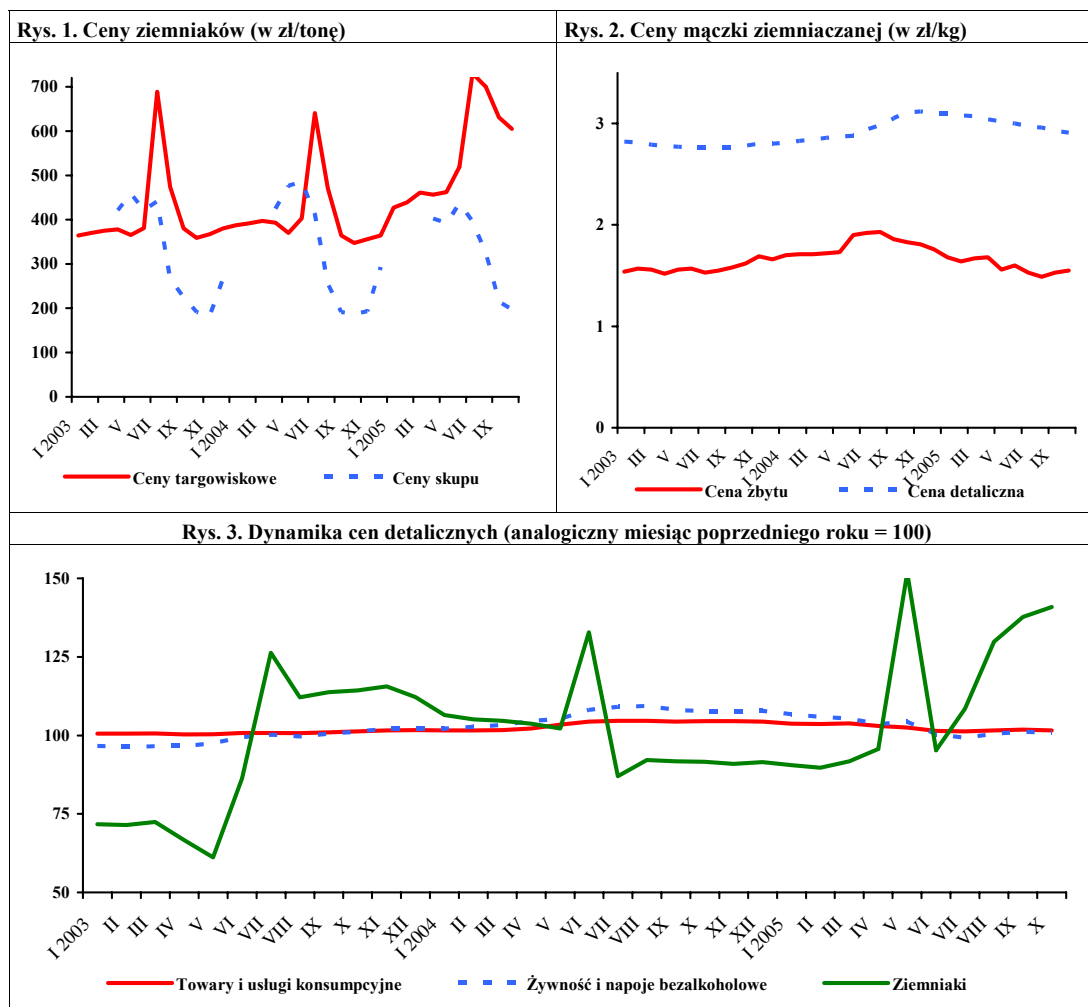 Rys. 1. Ceny ziemniaków (w zł/tonę)
700
600
500
400
300
200
100
0
I 2003 III V VII IX XI I 2004 III V VII IX XI I 2005 III V VII IX
Ceny targowiskowe Ceny skupu
Rys. 2. Ceny mączki ziemniaczanej (w zł/kg)
3
2
1
0
I 2003 III V VII IX XI I 2004 III V VII IX XI I 2005 III V VII IX
Cena zbytu Cena detaliczna
Rys. 3. Dynamika cen detalicznych (analogiczny miesiąc poprzedniego roku = 100)
150
125
100
75
50
I 2003 II III IV V VI VII VIII IX X XI XII I 2004 II III IV V VI VII VIII IX X XI XII I 2005 II III IV V VI VII VIII IX X
Towary i usługi konsumpcyjne Żywność i napoje bezalkoholowe Ziemniaki